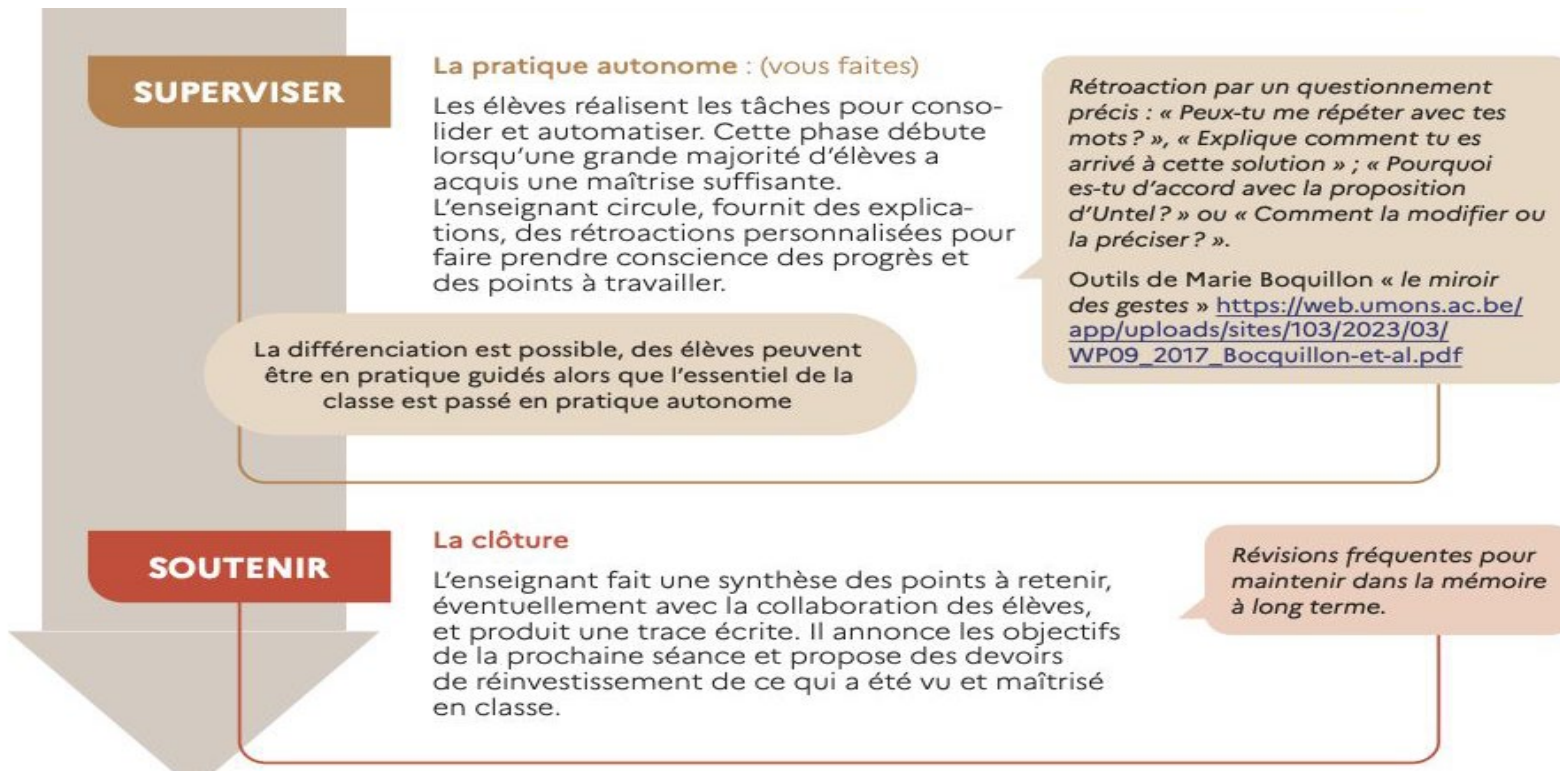 SUPERVISER
La pratique autonome : (vous faites)
Les élèves réalisent les tâches pour conso-
lider et automatiser. Cette phase débute
lorsqu'une grande majorité d'élèves a
acquis une maîtrise suffisante.
L'enseignant circule, fournit des explica-
tions, des rétroactions personnalisées pour
faire prendre conscience des progrès et
des points à travailler.
Rétroaction par un questionnement
précis : « Peux-tu me répéter avec tes
mots ? », « Explique comment tu es
arrivé à cette solution » ; « Pourquoi
es-tu d'accord avec la proposition
d'Untel ? » ou « Comment la modifier ou
la préciser ? ».
Outils de Marie Boquillon « le miroir
des gestes » https://web.umons.ac.be/
app/uploads/sites/103/2023/03/
WP09_2017_Bocquillon-et-al.pdf
La différenciation est possible, des élèves peuvent
être en pratique guidés alors que l'essentiel de la
classe est passé en pratique autonome
SOUTENIR
La clôture
L'enseignant fait une synthèse des points à retenir,
éventuellement avec la collaboration des élèves,
et produit une trace écrite. Il annonce les objectifs
de la prochaine séance et propose des devoirs
de réinvestissement de ce qui a été vu et maîtrisé
en classe.
Révisions fréquentes pour
maintenir dans la mémoire
à long terme.